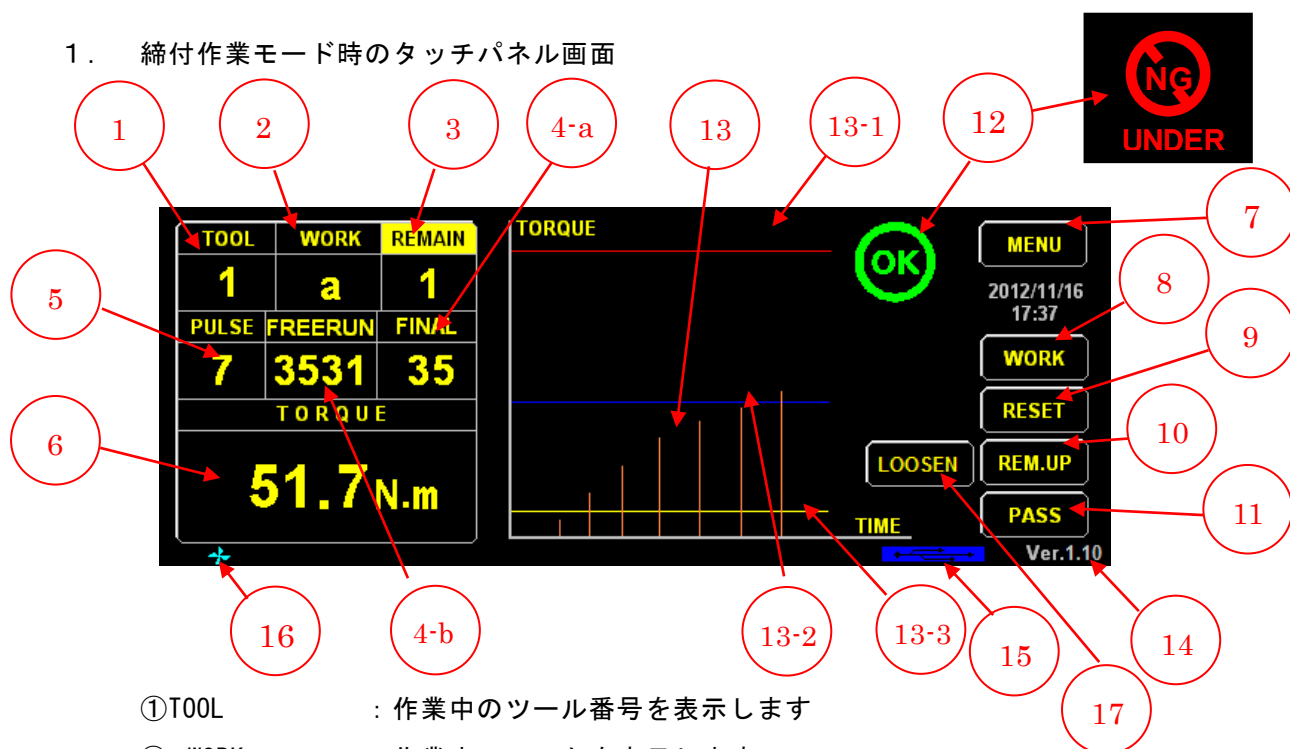 １． 締付作業モード時のタッチパネル画面
NG
UNDER
1
2
3
4-a
13
13-1
12
7
8
9
10
11
5
6
TOOL WORK REMAIN
1 a 1
PULSE FREERUN FINAL
7 3531 35
TORQUE
51.7 N.m
TORQUE
TIME
OK
MENU
2012/11/16
17:37
WORK
RESET
LOOSEN
REM.UP
PASS
Ver.1.10
16
4-b
13-2
13-3
15
14
17
①TOOL ：作業中のツール番号を表示します